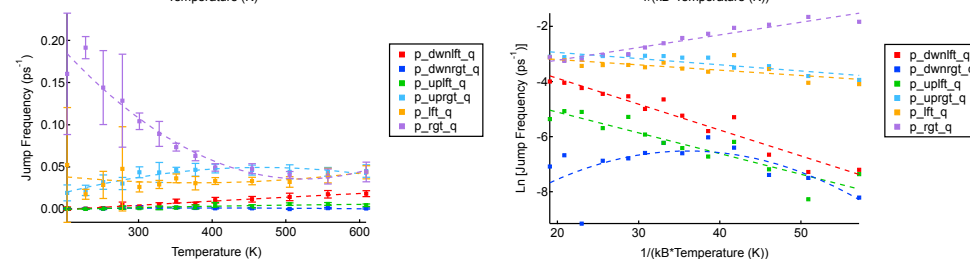 Temperature (K)
1/(kB*Temperature (K))
Jump Frequency (ps⁻¹)
0.20
0.15
0.10
0.05
0.00
300
400
500
600
Temperature (K)
p_dwnlft_q
p_dwnrgt_q
p_uplft_q
p_uprgt_q
p_lft_q
p_rgt_q
Ln [Jump Frequency (ps⁻¹)]
-2
-4
-6
-8
20
30
40
50
19
1/(kB*Temperature (K))
p_dwnlft_q
p_dwnrgt_q
p_uplft_q
p_uprgt_q
p_lft_q
p_rgt_q